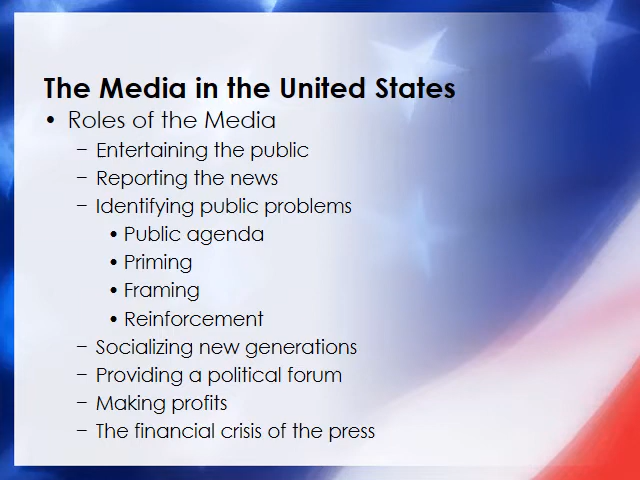 The Media in the United States
• Roles of the Media
– Entertaining the public
– Reporting the news
– Identifying public problems
• Public agenda
• Priming
• Framing
• Reinforcement
– Socializing new generations
– Providing a political forum
– Making profits
– The financial crisis of the press